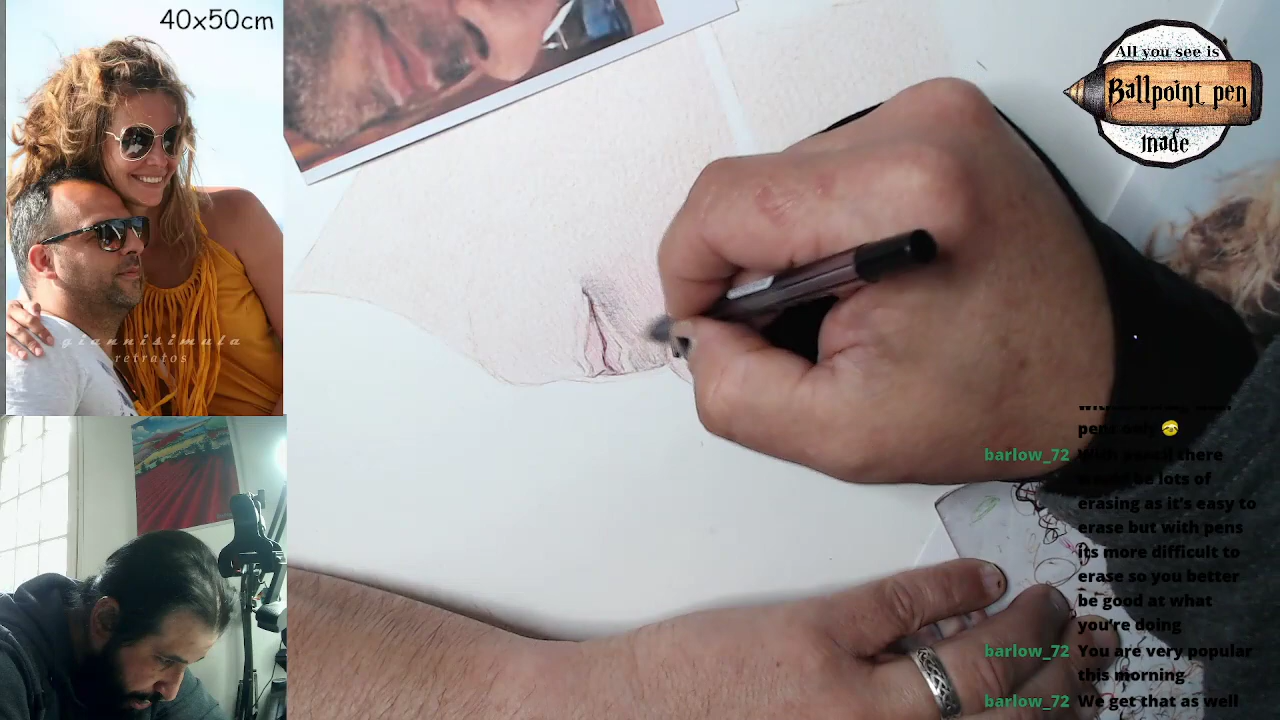 40x50cm
All you see is
Ballpoint pen
made
giannisimula
retratos
barlow_72 With pencil there
would be lots of
erasing as it's easy to
erase but with pens
its more difficult to
erase so you better
be good at what
you're doing
barlow_72 You are very popular
this morning
barlow_72 We get that as well